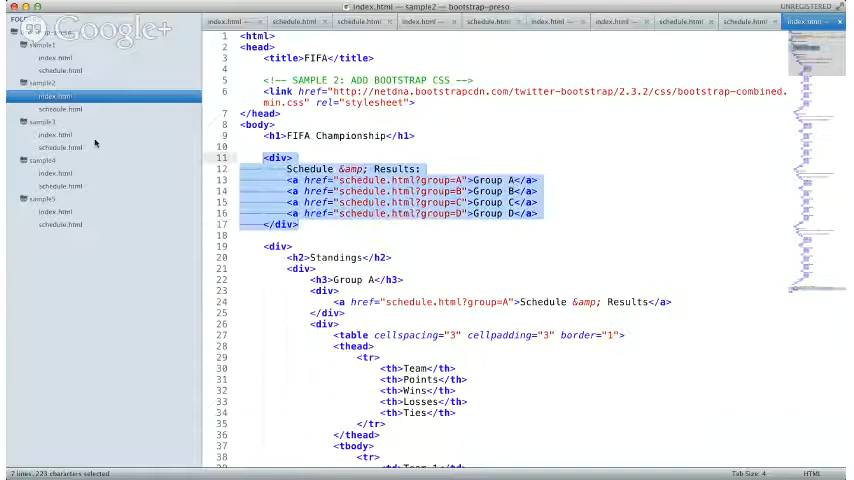 index.html — sample2 — bootstrap-preso
UNREGISTERED
index.html —
schedule.html
schedule.html
index.html —
schedule.html
index.html —
index.html —
schedule.html
schedule.html
index.html —
Google+
sample1
index.html
schedule.html
sample2
index.html
schedule.html
sample3
index.html
schedule.html
sample4
index.html
schedule.html
sample5
index.html
schedule.html
1 <html>
2 <head>
3 <title>FIFA</title>
4
5 <!-- SAMPLE 2: ADD BOOTSTRAP CSS -->
6 <link href="http://netdna.bootstrapcdn.com/twitter-bootstrap/2.3.2/css/bootstrap-combined.
min.css" rel="stylesheet">
7 </head>
8 <body>
9 <h1>FIFA Championship</h1>
10
11 <div>
12 Schedule &amp; Results:
13 <a href="schedule.html?group=A">Group A</a>
14 <a href="schedule.html?group=B">Group B</a>
15 <a href="schedule.html?group=C">Group C</a>
16 <a href="schedule.html?group=D">Group D</a>
17 </div>
18
19 <div>
20 <h2>Standings</h2>
21 <div>
22 <h3>Group A</h3>
23 <div>
24 <a href="schedule.html?group=A">Schedule &amp; Results</a>
25 </div>
26 <div>
27 <table cellspacing="3" cellpadding="3" border="1">
28 <thead>
29 <tr>
30 <th>Team</th>
31 <th>Points</th>
32 <th>Wins</th>
33 <th>Losses</th>
34 <th>Ties</th>
35 </tr>
36 </thead>
37 <tbody>
38 <tr>
7 lines, 223 characters selected
Tab Size: 4
HTML